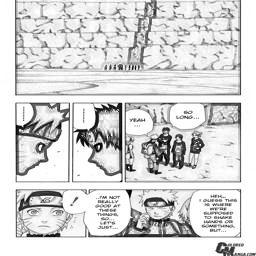 SO
LONG...
YEAH
...
HEH...
I GUESS THIS
IS WHERE
WE'RE
SUPPOSED TO
SHAKE
HANDS OR
SOMETHING,
BUT...
...I'M NOT
REALLY
GOOD AT
THESE
THINGS,
SO...
LET'S
JUST...
COLORED
MANGA.COM